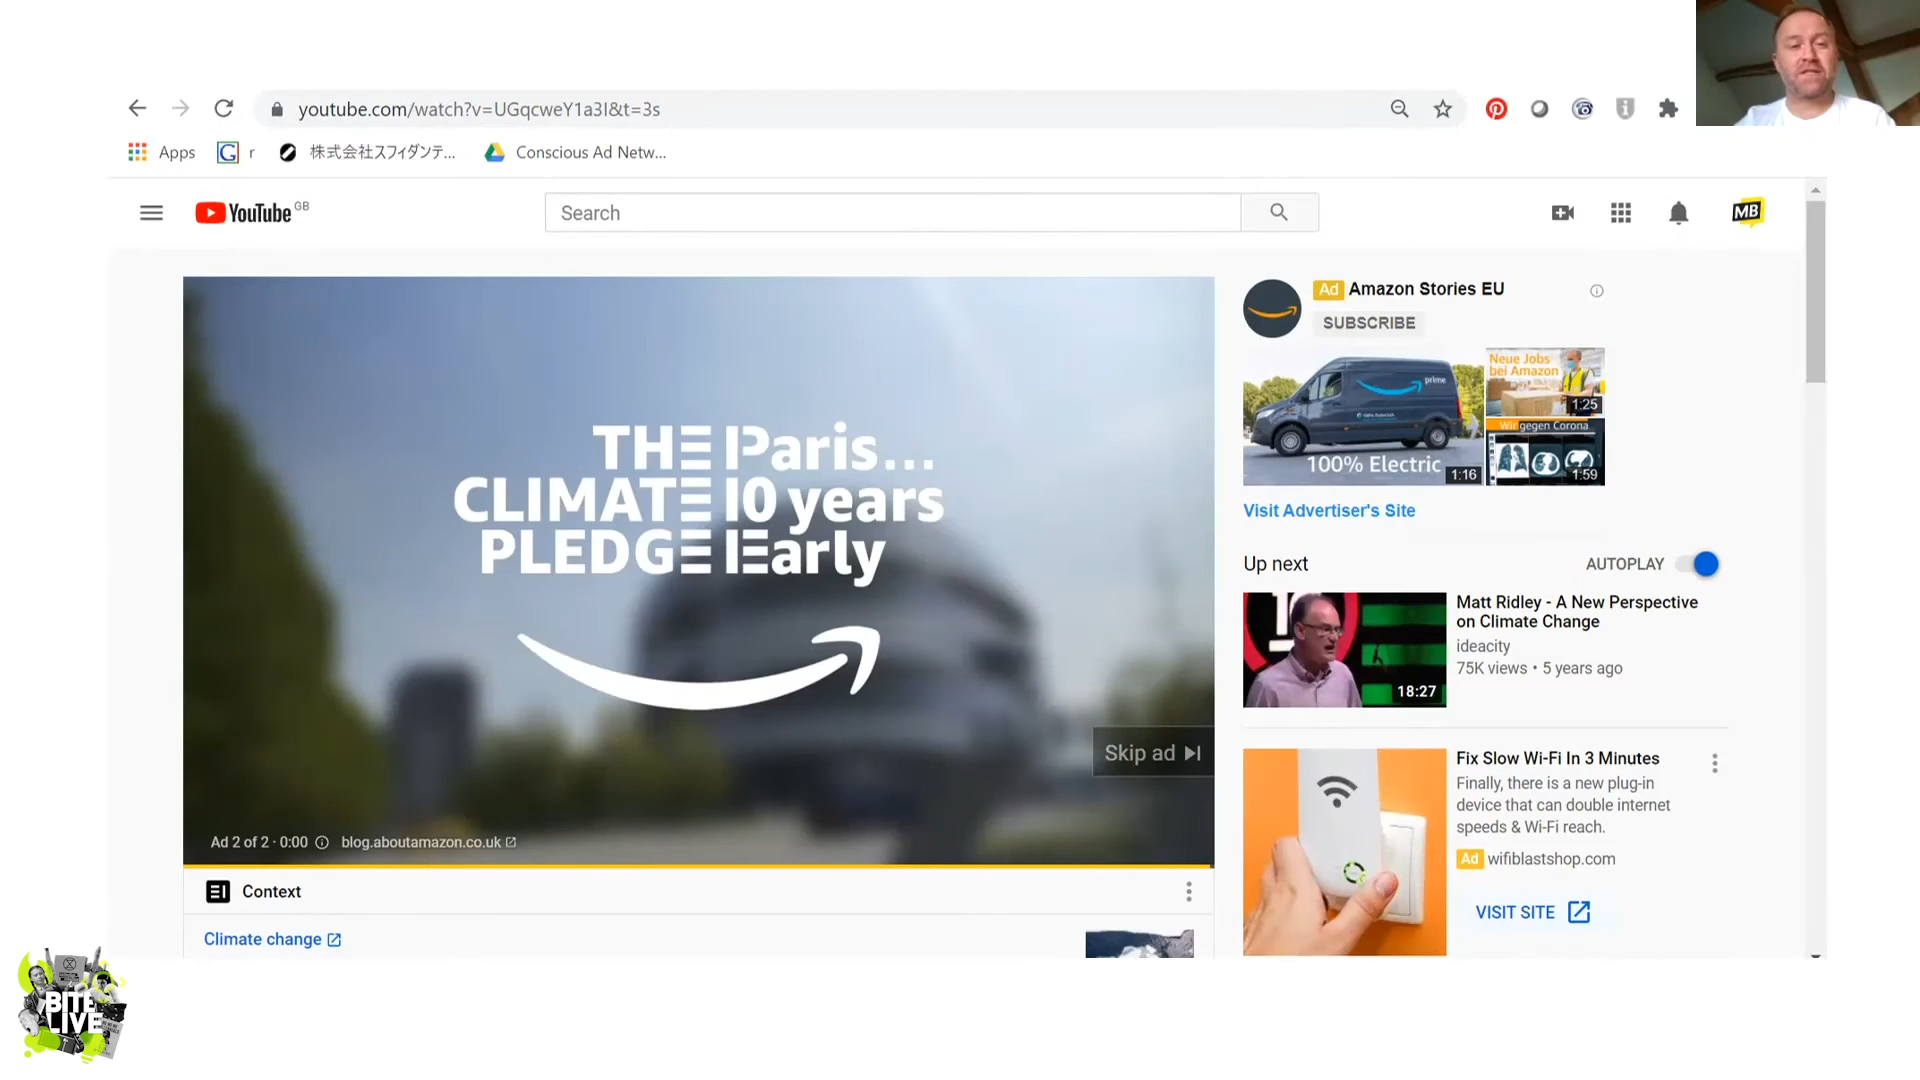 youtube.com/watch?v=UGqcweY1a3I&t=3s
Apps
G r
株式会社スフィダンテ...
Conscious Ad Netw...
YouTube GB
Search
MB
THE Paris...
CLIMATE 10 years
PLEDGE Early
Skip ad
Ad 2 of 2 · 0:00
blog.aboutamazon.co.uk
Context
Climate change
Ad Amazon Stories EU
SUBSCRIBE
prime
100% Electric
1:16
Neue Jobs
bei Amazon
1:25
Wir gegen Corona
1:59
Visit Advertiser's Site
Up next
AUTOPLAY
18:27
Matt Ridley - A New Perspective
on Climate Change
ideacity
75K views • 5 years ago
Fix Slow Wi-Fi In 3 Minutes
Finally, there is a new plug-in
device that can double internet
speeds & Wi-Fi reach.
Ad wifiblastshop.com
VISIT SITE
BITE
LIVE